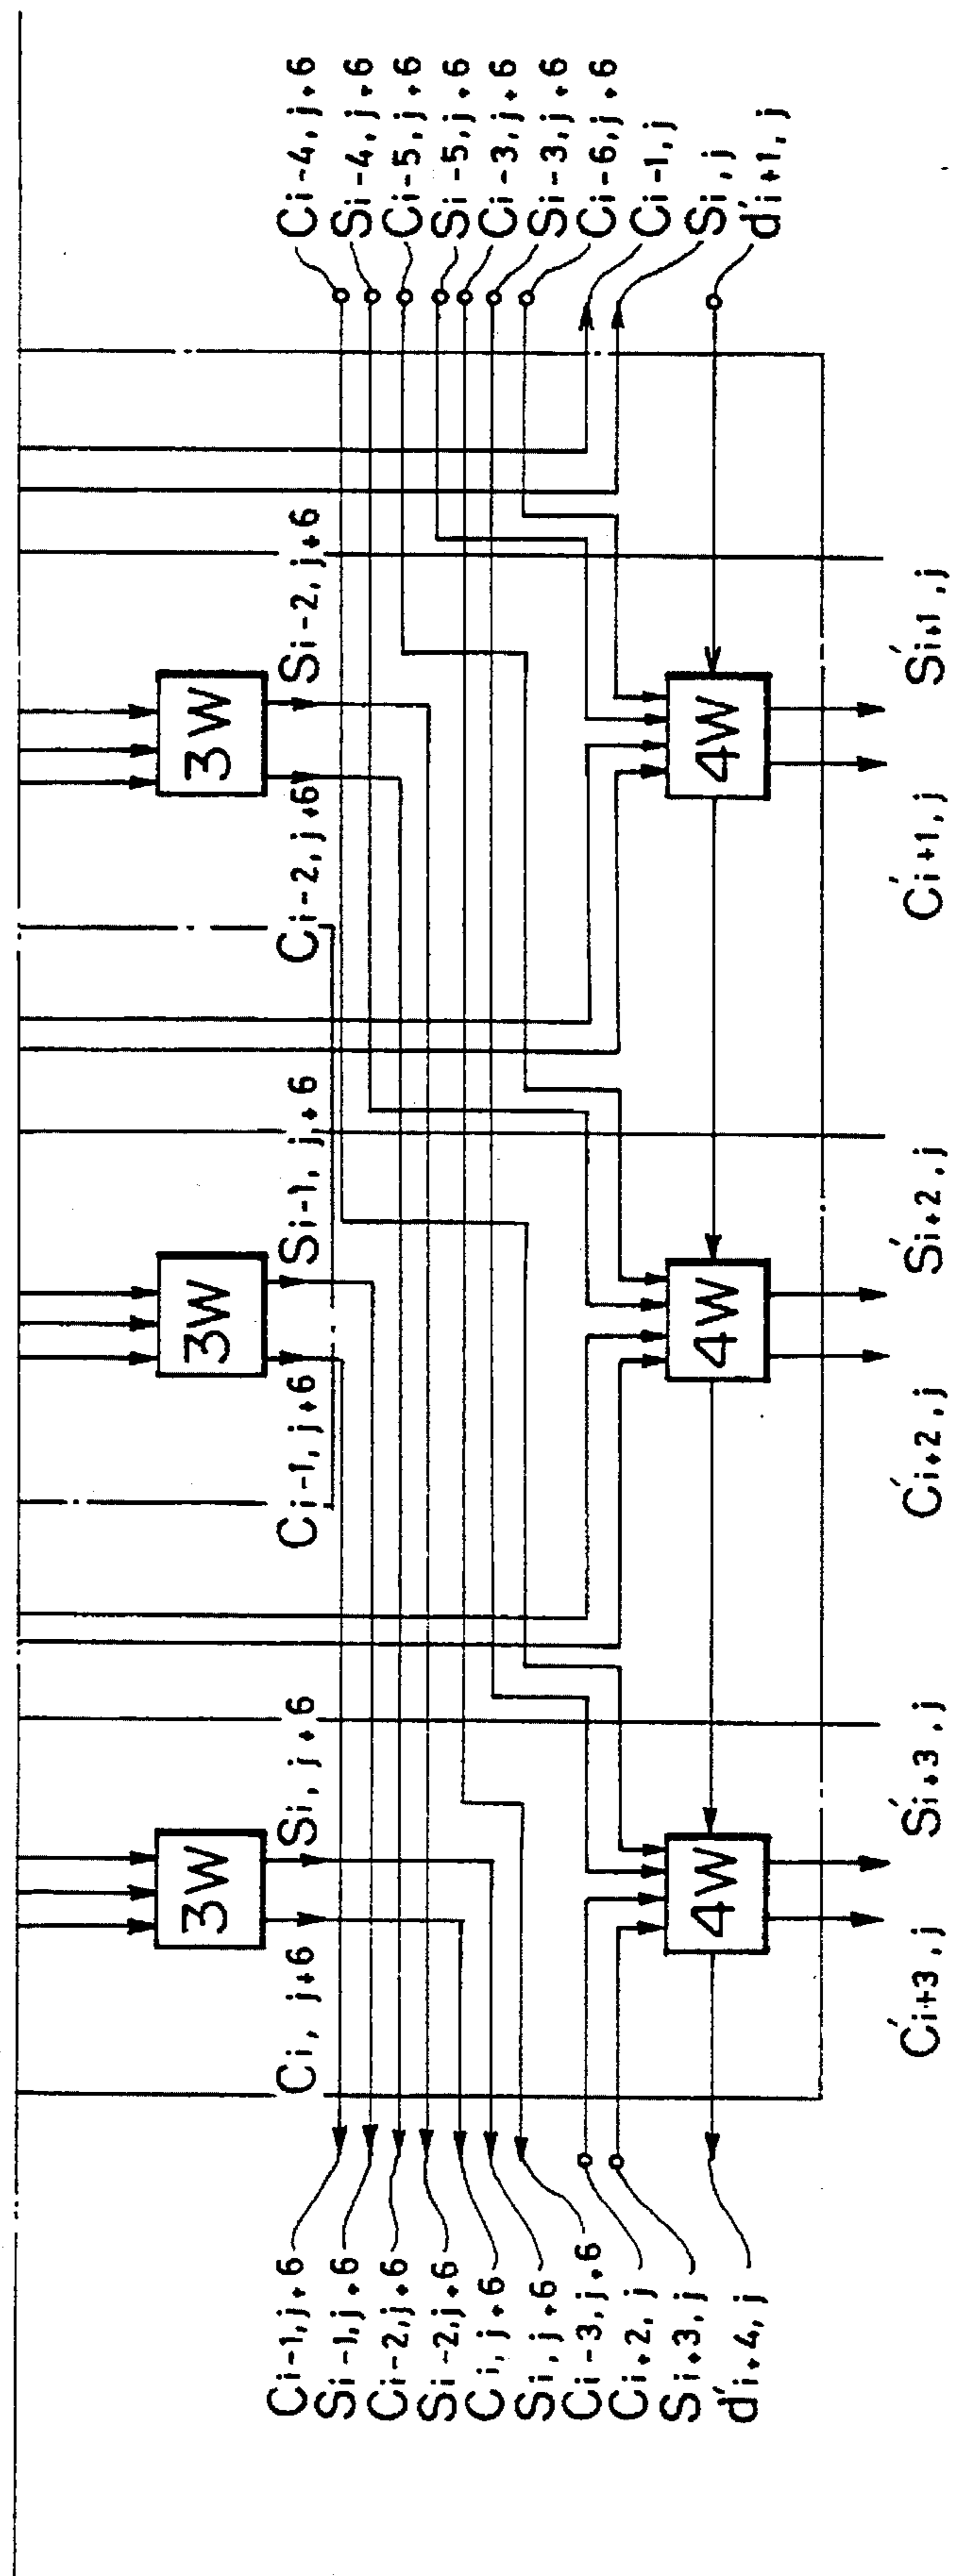 Ci-4, j+6
Si-4, j+6
Ci-5, j+6
Si-5, j+6
Ci-3, j+6
Si-3, j+6
Ci-6, j+6
Ci-1, j
Si, j
d'i+1, j
3W
Si-2, j+6
Ci-2, j+6
4W
S'i+1, j
C'i+1, j
3W
Si-1, j+6
Ci-1, j+6
4W
S'i+2, j
C'i+2, j
3W
Si, j+6
Ci, j+6
4W
S'i+3, j
C'i+3, j
Ci-1, j+6
Si-1, j+6
Ci-2, j+6
Si-2, j+6
Ci, j+6
Si, j+6
Ci-3, j+6
Ci+2, j
Si+3, j
d'i+4, j